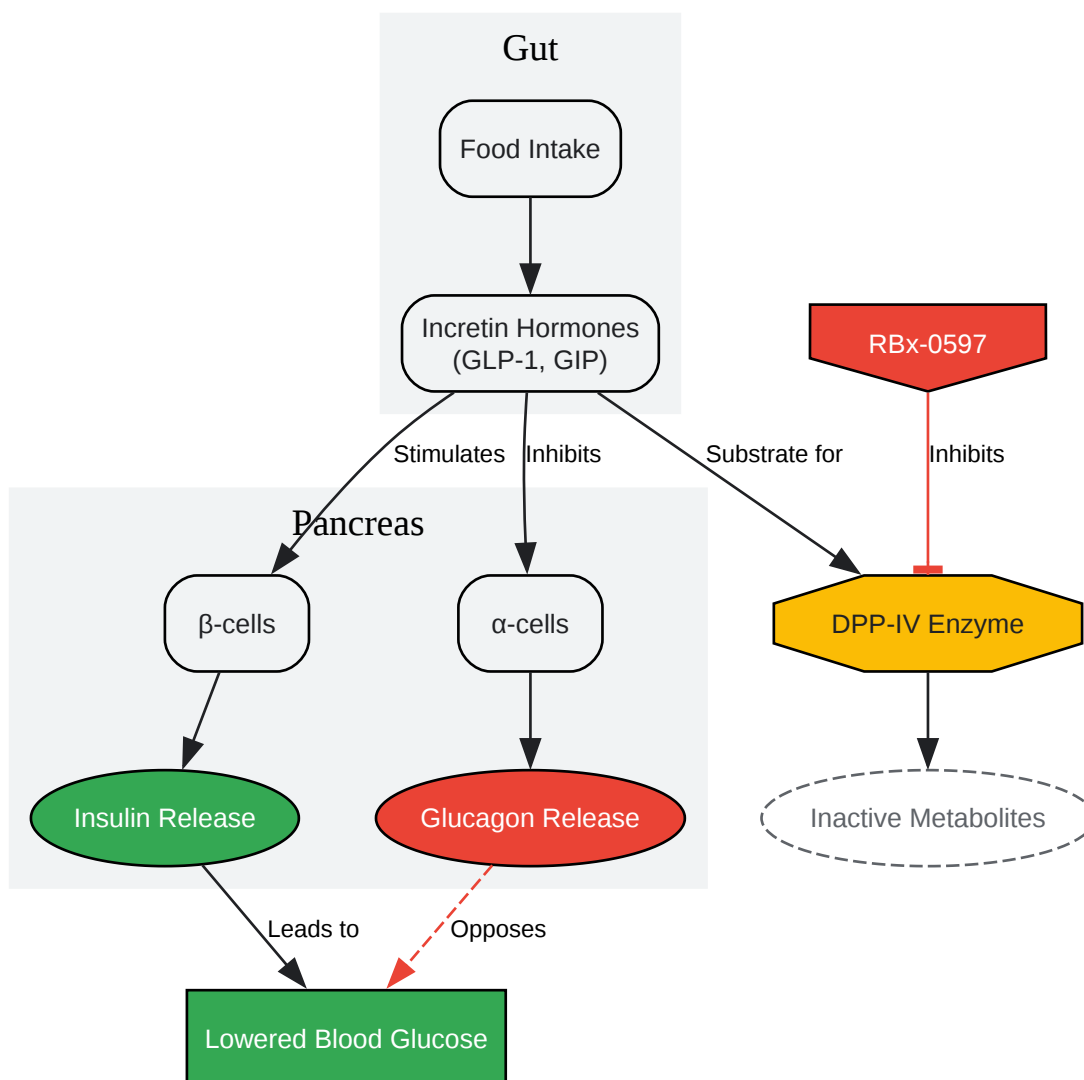 Gut
Food Intake
Incretin Hormones
(GLP-1, GIP)
RBx-0597
Stimulates
Inhibits
Substrate for
Inhibits
Pancreas
β-cells
α-cells
DPP-IV Enzyme
Insulin Release
Glucagon Release
Inactive Metabolites
Leads to
Opposes
Lowered Blood Glucose